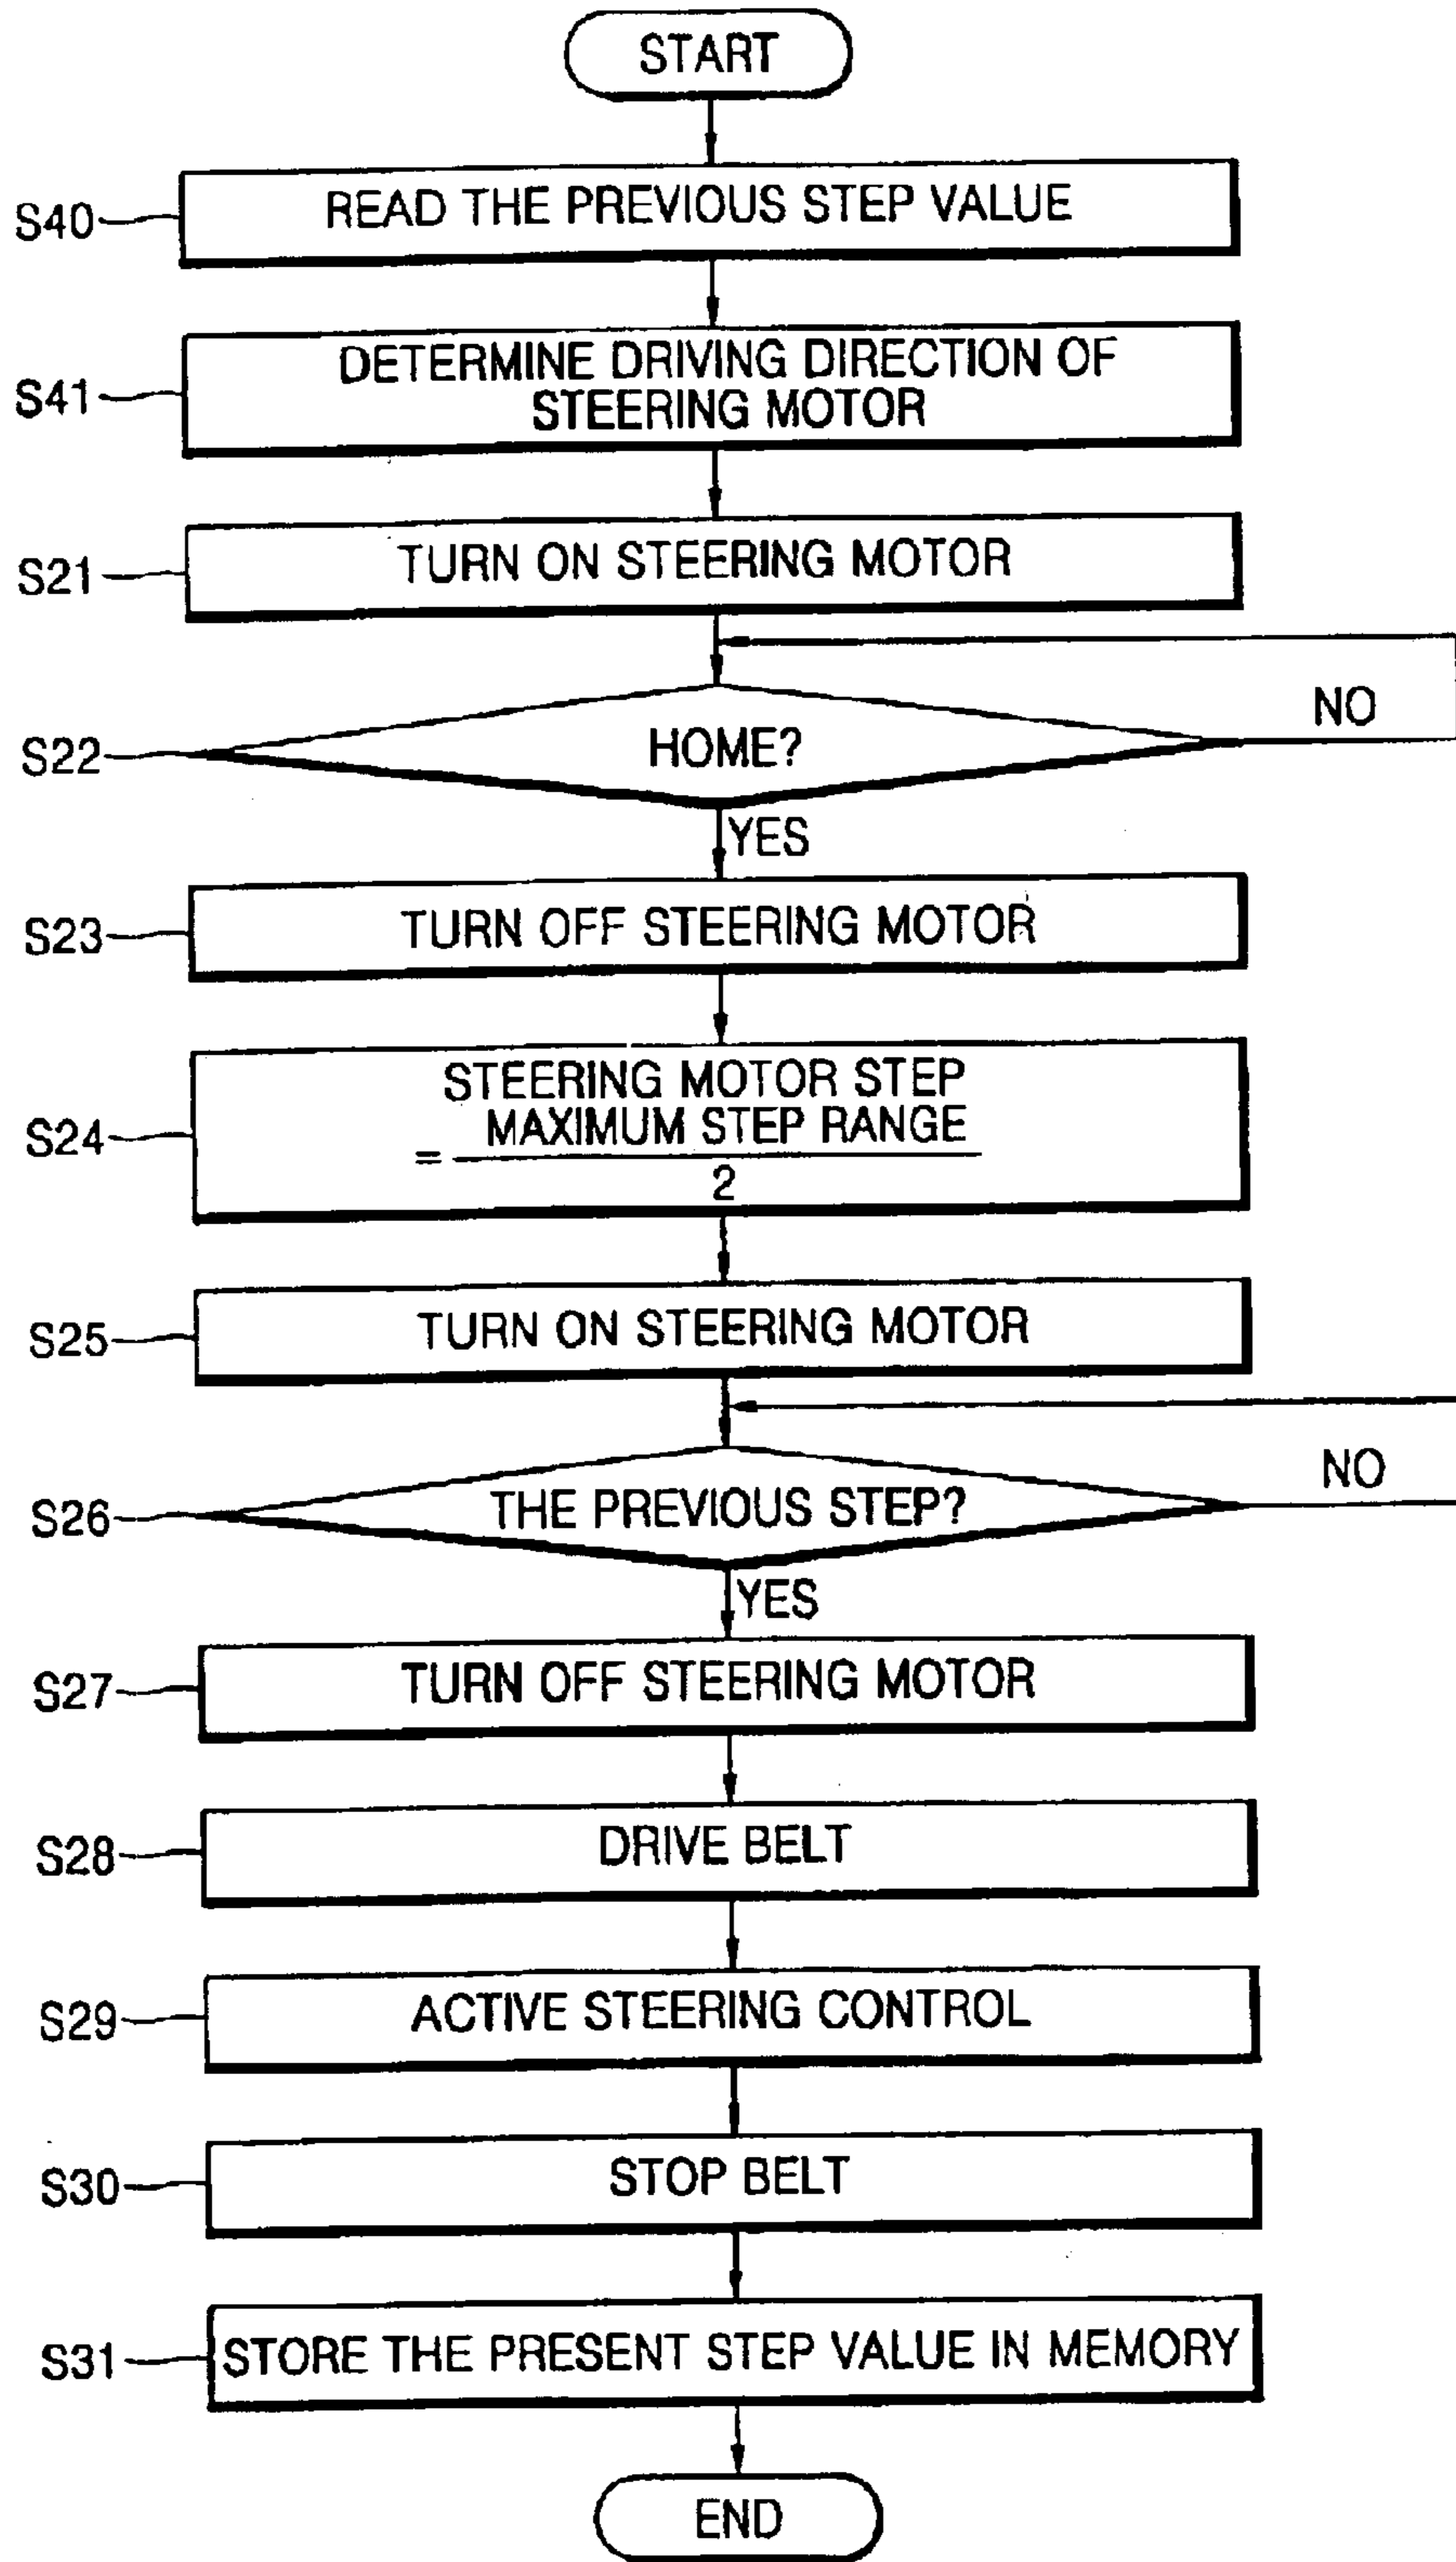 START
S40
READ THE PREVIOUS STEP VALUE
S41
DETERMINE DRIVING DIRECTION OF
STEERING MOTOR
S21
TURN ON STEERING MOTOR
S22
HOME?
NO
YES
S23
TURN OFF STEERING MOTOR
S24
STEERING MOTOR STEP
MAXIMUM STEP RANGE
=
2
S25
TURN ON STEERING MOTOR
S26
THE PREVIOUS STEP?
NO
YES
S27
TURN OFF STEERING MOTOR
S28
DRIVE BELT
S29
ACTIVE STEERING CONTROL
S30
STOP BELT
S31
STORE THE PRESENT STEP VALUE IN MEMORY
END